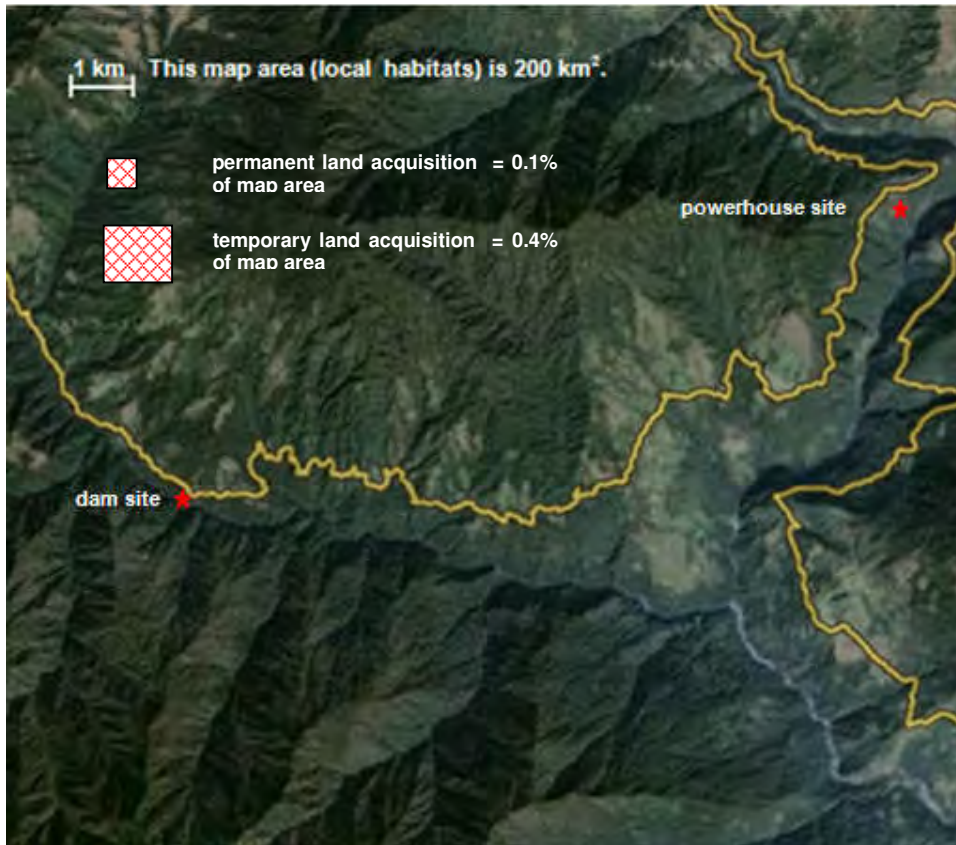 1 km This map area (local habitats) is 200 km².
permanent land acquisition = 0.1%
of map area
powerhouse site
temporary land acquisition = 0.4%
of map area
dam site